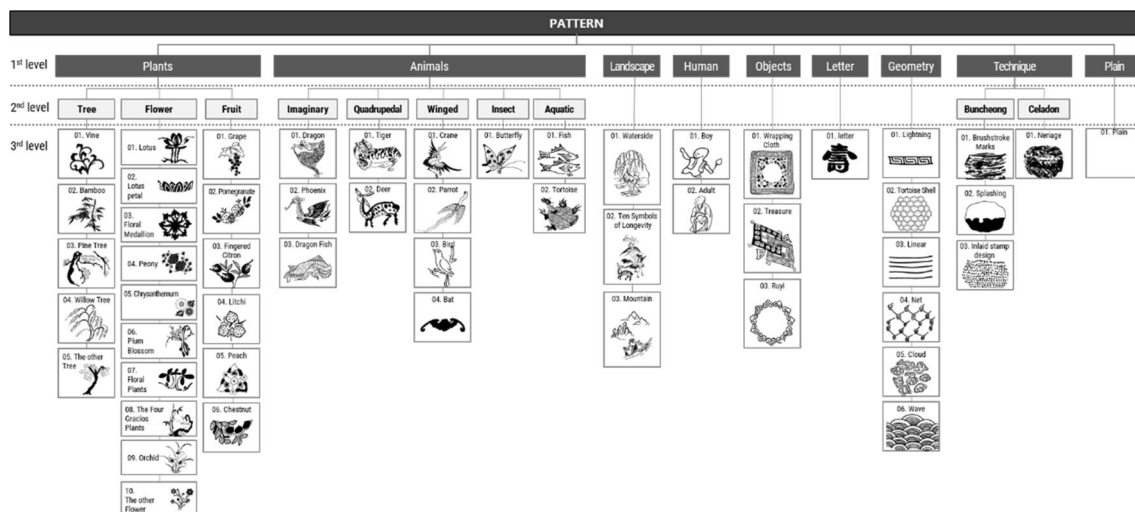 PATTERN
1st level
Plants
Animals
Landscape
Human
Objects
Letter
Geometry
Technique
Plain
2nd level
Tree
Flower
Fruit
Imaginary
Quadrupedal
Winged
Insect
Aquatic
Buncheong
Celadon
3rd level
01. Vine
02. Bamboo
03. Pine Tree
04. Willow Tree
05. The other
Tree
01. Lotus
02.
Lotus
petal
03.
Floral
Medallion
04. Peony
05. Chrysanthemum
06.
Plum
Blossom
07.
Floral
Plants
08. The Four
Gracios
Plants
09. Orchid
10.
The other
Flower
01. Grape
02. Pomegranate
03. Fingered
Citron
04. Litchi
05. Peach
06. Chestnut
01. Dragon
02. Phoenix
03. Dragon Fish
01. Tiger
02. Deer
01. Crane
02. Parrot
03. Bird
04. Bat
01. Butterfly
01. Fish
02. Tortoise
01. Waterside
02. Ten Symbols
of Longevity
03. Mountain
01. Boy
02. Adult
01. Wrapping
Cloth
02. Treasure
03. Ruyi
01. letter
01. Lightning
02. Tortoise Shell
03. Linear
04. Net
05. Cloud
06. Wave
01. Brushstroke
Marks
02. Splashing
03. Inlaid stamp
design
01. Neriage
01. Plain